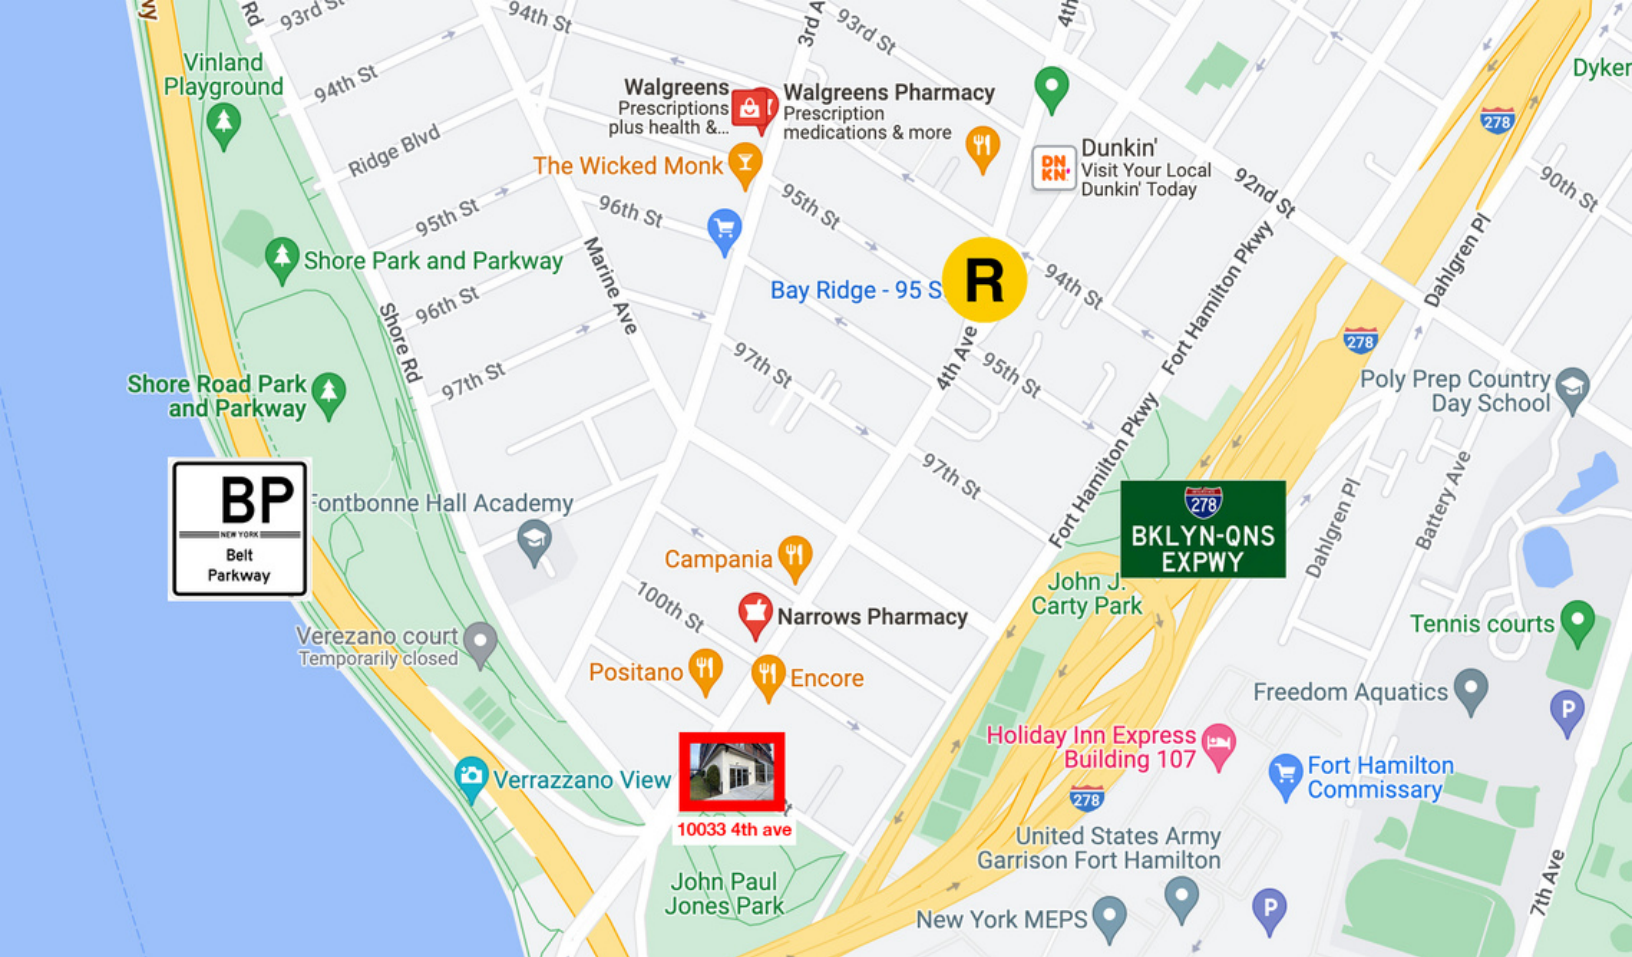 93rd St
94th St
3rd A
93rd St
4th
Rd
wy
Vinland
Playground
94th St
Walgreens
Prescriptions
plus health &...
Walgreens Pharmacy
Prescription
medications & more
Dyker
278
Ridge Blvd
The Wicked Monk
DN
KN'
Dunkin'
Visit Your Local
Dunkin' Today
92nd St
90th St
95th St
96th St
95th St
Marine Ave
Shore Park and Parkway
Bay Ridge - 95 S
R
94th St
Fort Hamilton Pkwy
Dahlgren Pl
96th St
Shore Rd
97th St
97th St
4th Ave
95th St
278
Shore Road Park
and Parkway
Poly Prep Country
Day School
Fort Hamilton Pkwy
97th St
BP
NEW YORK
Belt
Parkway
Fontbonne Hall Academy
278
BKLYN-QNS
EXPWY
Dahlgren Pl
Battery Ave
Campania
John J.
Carty Park
100th St
Narrows Pharmacy
Tennis courts
Verezano court
Temporarily closed
Positano
Encore
Freedom Aquatics
P
Holiday Inn Express
Building 107
Verrazzano View
278
Fort Hamilton
Commissary
10033 4th ave
United States Army
Garrison Fort Hamilton
John Paul
Jones Park
New York MEPS
P
7th Ave